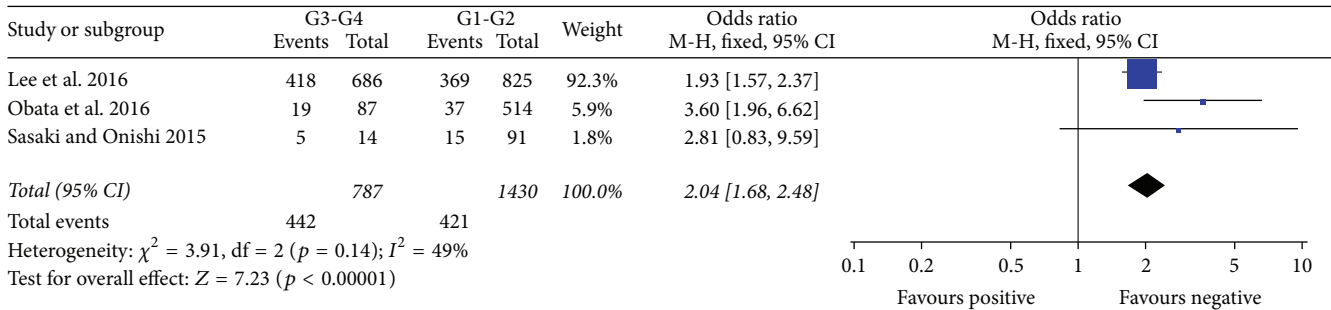 Study or subgroup G3-G4 G1-G2 Weight Odds ratio Odds ratio
Events Total Events Total M-H, fixed, 95% CI M-H, fixed, 95% CI
Lee et al. 2016 418 686 369 825 92.3% 1.93 [1.57, 2.37]
Obata et al. 2016 19 87 37 514 5.9% 3.60 [1.96, 6.62]
Sasaki and Onishi 2015 5 14 15 91 1.8% 2.81 [0.83, 9.59]
Total (95% CI) 787 1430 100.0% 2.04 [1.68, 2.48]
Total events 442 421
Heterogeneity: χ² = 3.91, df = 2 (p = 0.14); I² = 49%
Test for overall effect: Z = 7.23 (p < 0.00001)
0.1 0.2 0.5 1 2 5 10
Favours positive Favours negative